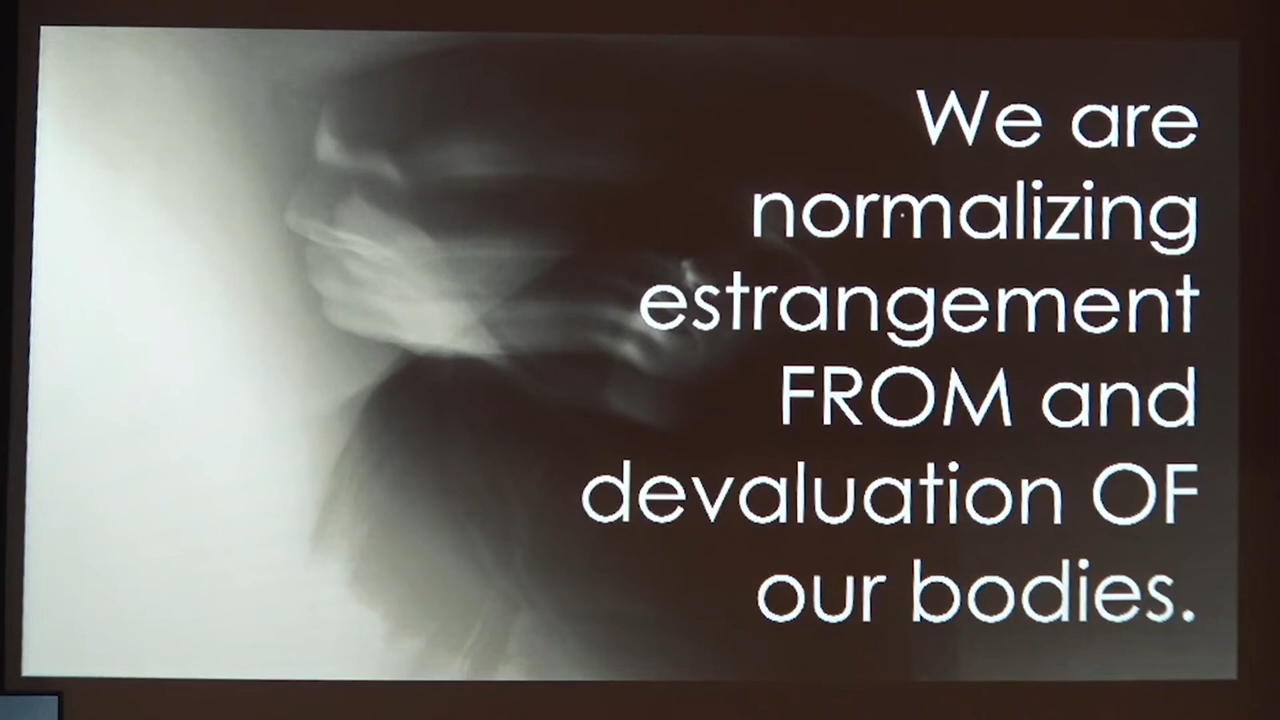 We are
normalizing
estrangement
FROM and
devaluation OF
our bodies.